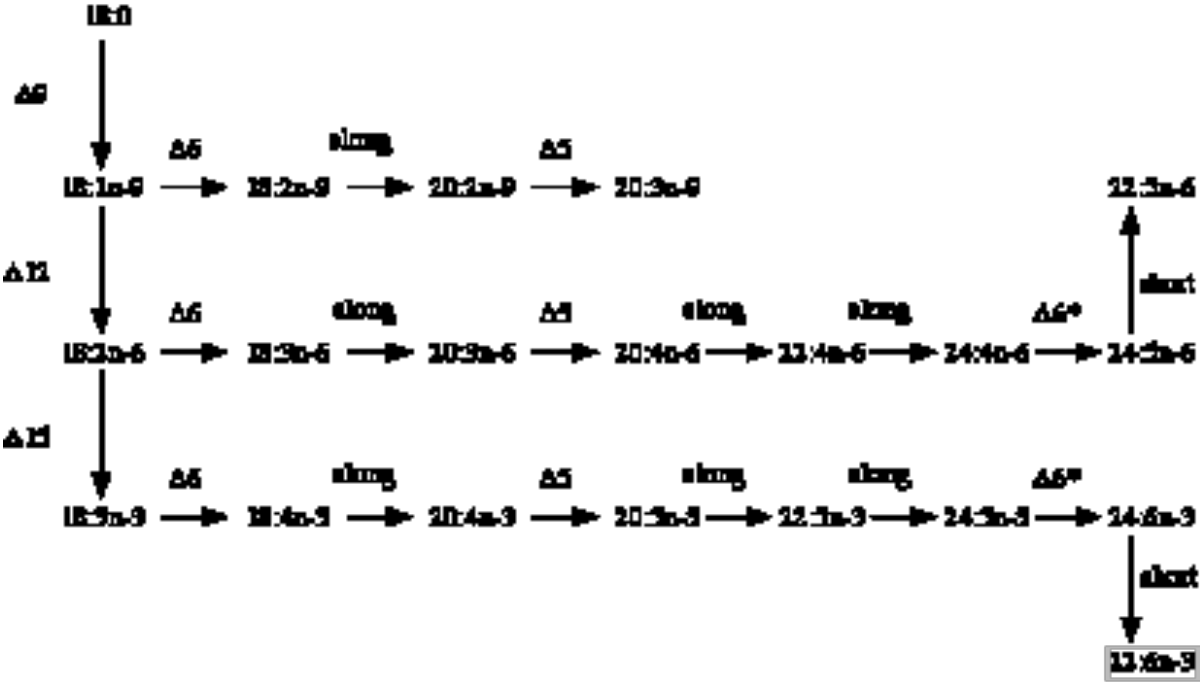 18:0
Δ9
Δ6 elong Δ5
18:1n-9 18:2n-9 20:2n-9 20:3n-9 22:5n-6
Δ12 short
Δ6 elong Δ5 elong elong Δ6*
18:2n-6 18:3n-6 20:3n-6 20:4n-6 22:4n-6 24:4n-6 24:5n-6
Δ15
Δ6 elong Δ5 elong elong Δ6*
18:3n-3 18:4n-3 20:4n-3 20:5n-3 22:5n-3 24:5n-3 24:6n-3
short
22:6n-3